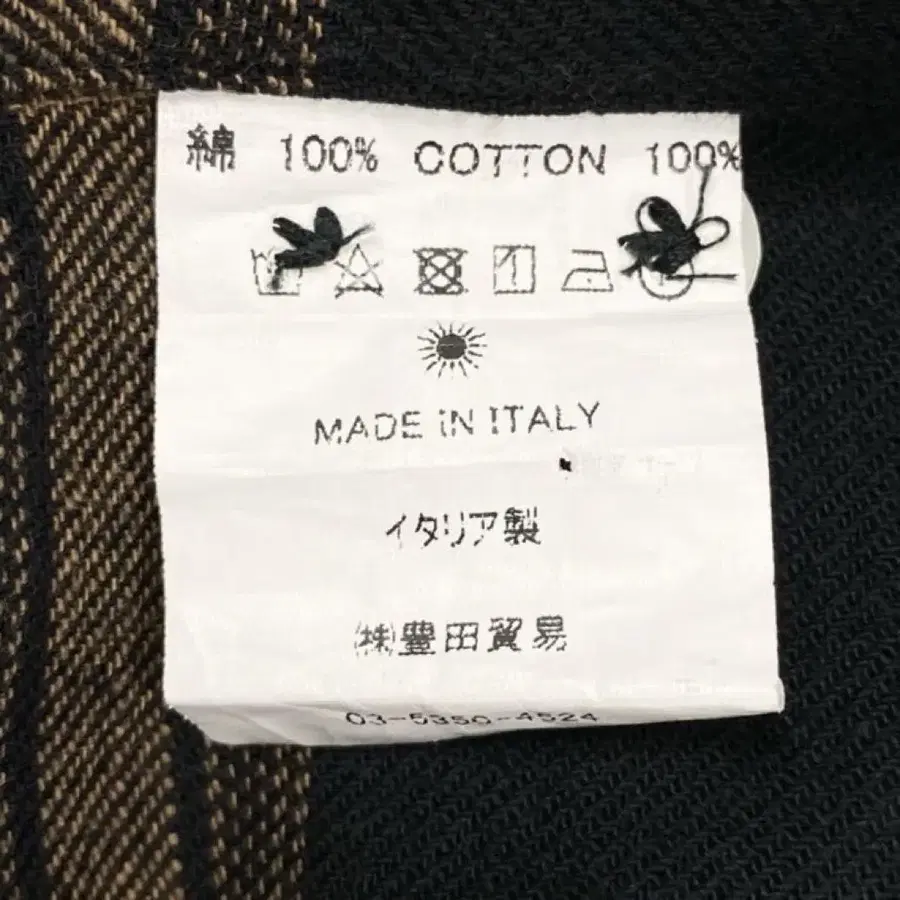 綿 100% COTTON 100%
MADE IN ITALY
イタリア製
㈱豊田貿易
03-5350-4524